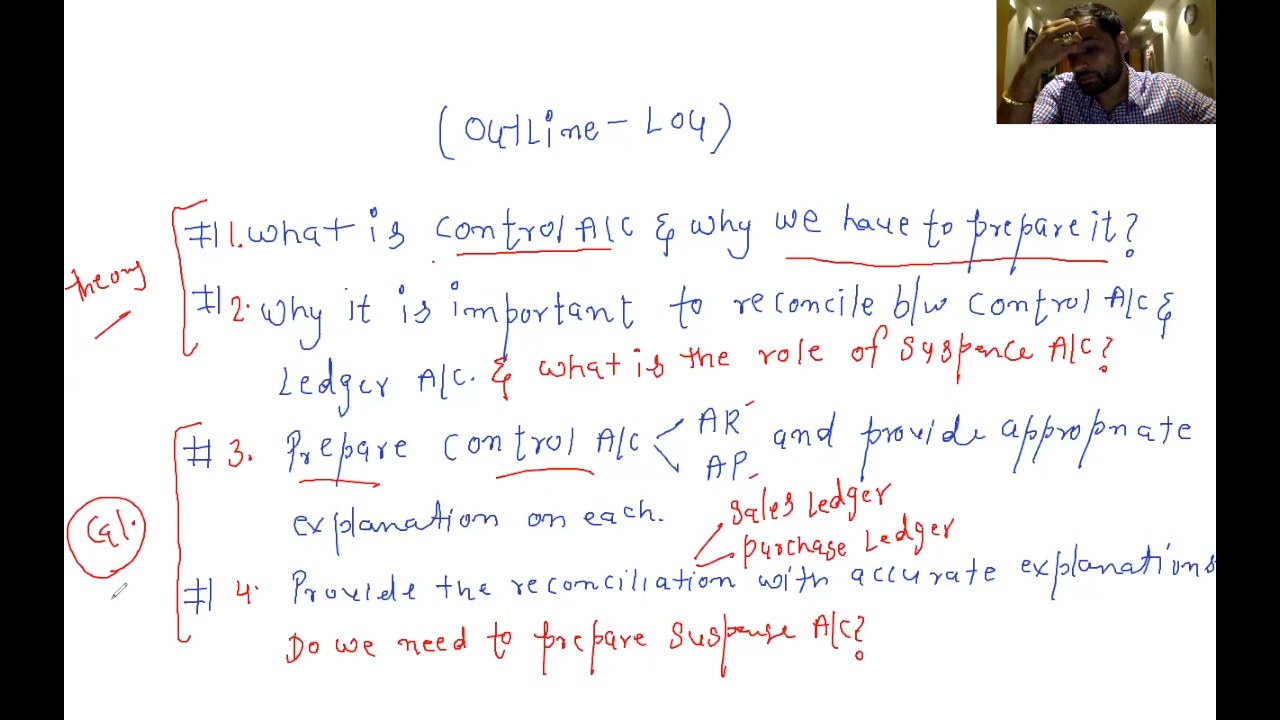 (Outline - LO4)
#1. What is control A/C & why we have to prepare it?
theory
#2. Why it is important to reconcile b/w control A/C &
Ledger A/C. & what is the role of suspence A/C?
#3. Prepare control A/C AR and provide appropriate
AP
explanation on each.
Sales Ledger
Cal.
Purchase Ledger
#4. Provide the reconciliation with accurate explanations
Do we need to prepare suspense A/C?